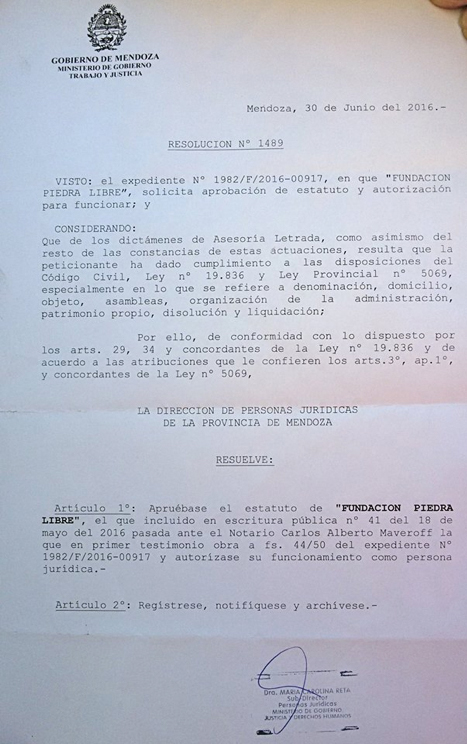 GOBIERNO DE MENDOZA
MINISTERIO DE GOBIERNO
TRABAJO Y JUSTICIA
Mendoza, 30 de Junio del 2016.-
RESOLUCION N° 1489
VISTO: el expediente N° 1982/F/2016-00917, en que "FUNDACION
PIEDRA LIBRE", solicita aprobación de estatuto y autorización
para funcionar; y
CONSIDERANDO:
Que de los dictámenes de Asesoría Letrada, como asimismo del
resto de las constancias de estas actuaciones, resulta que la
peticionante ha dado cumplimiento a las disposiciones del
Código Civil, Ley n° 19.836 y Ley Provincial n° 5069,
especialmente en lo que se refiere a denominación, domicilio,
objeto, asambleas, organización de la administración,
patrimonio propio, disolución y liquidación;
Por ello, de conformidad con lo dispuesto por
los arts. 29, 34 y concordantes de la Ley n° 19.836 y de
acuerdo a las atribuciones que le confieren los arts.3°, ap.1°,
y concordantes de la Ley n° 5069,
LA DIRECCION DE PERSONAS JURIDICAS
DE LA PROVINCIA DE MENDOZA
RESUELVE:
Artículo 1°: Apruébase el estatuto de "FUNDACION PIEDRA
LIBRE", el que incluido en escritura pública n° 41 del 18 de
mayo del 2016 pasada ante el Notario Carlos Alberto Maveroff la
que en primer testimonio obra a fs. 44/50 del expediente N°
1982/F/2016-00917 y autorízase su funcionamiento como persona
jurídica.-
Artículo 2°: Regístrese, notifíquese y archívese.-
Dra. MARIA CAROLINA RETA
Sub-Director
Personas Jurídicas
MINISTERIO DE GOBIERNO
JUSTICIA Y DERECHOS HUMANOS